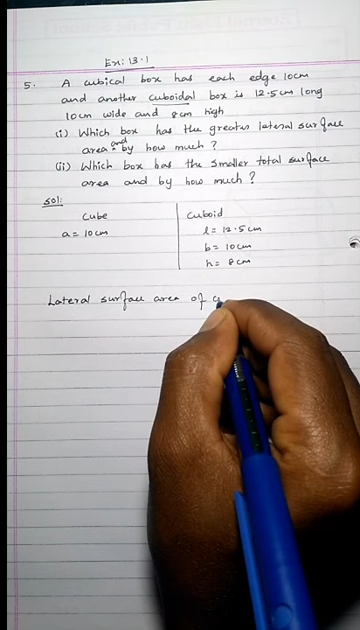 Ex: 13.1
5. A cubical box has each edge 10cm
and another cuboidal box is 12.5cm long
10cm wide and 8cm high
(i) Which box has the greater lateral surface
area and by how much?
(ii) Which box has the smaller total surface
area and by how much?
Sol:
Cube
a = 10cm
Cuboid
l = 12.5cm
b = 10cm
h = 8cm
Lateral surface area of